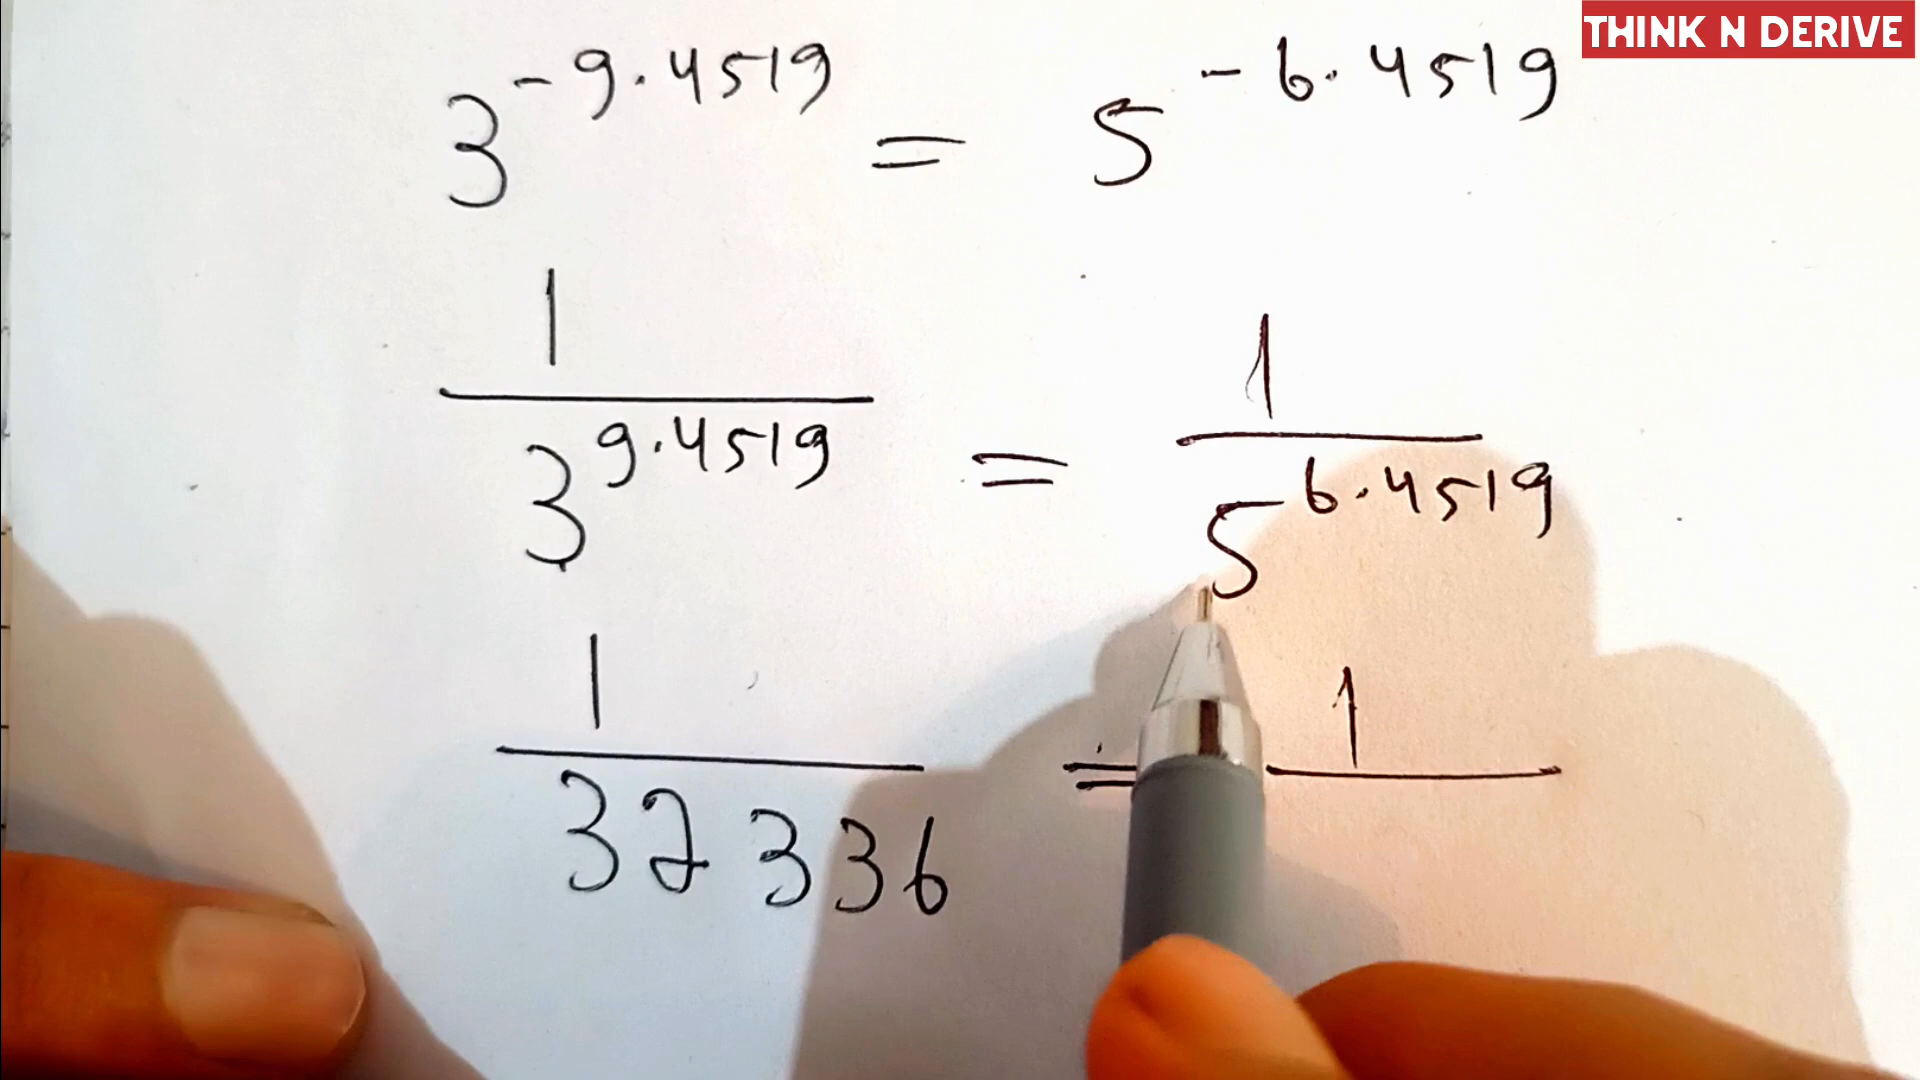 THINK N DERIVE
3^-9.4519 = 5^-6.4519
1/3^9.4519 = 1/5^6.4519
1/32336 = 1/